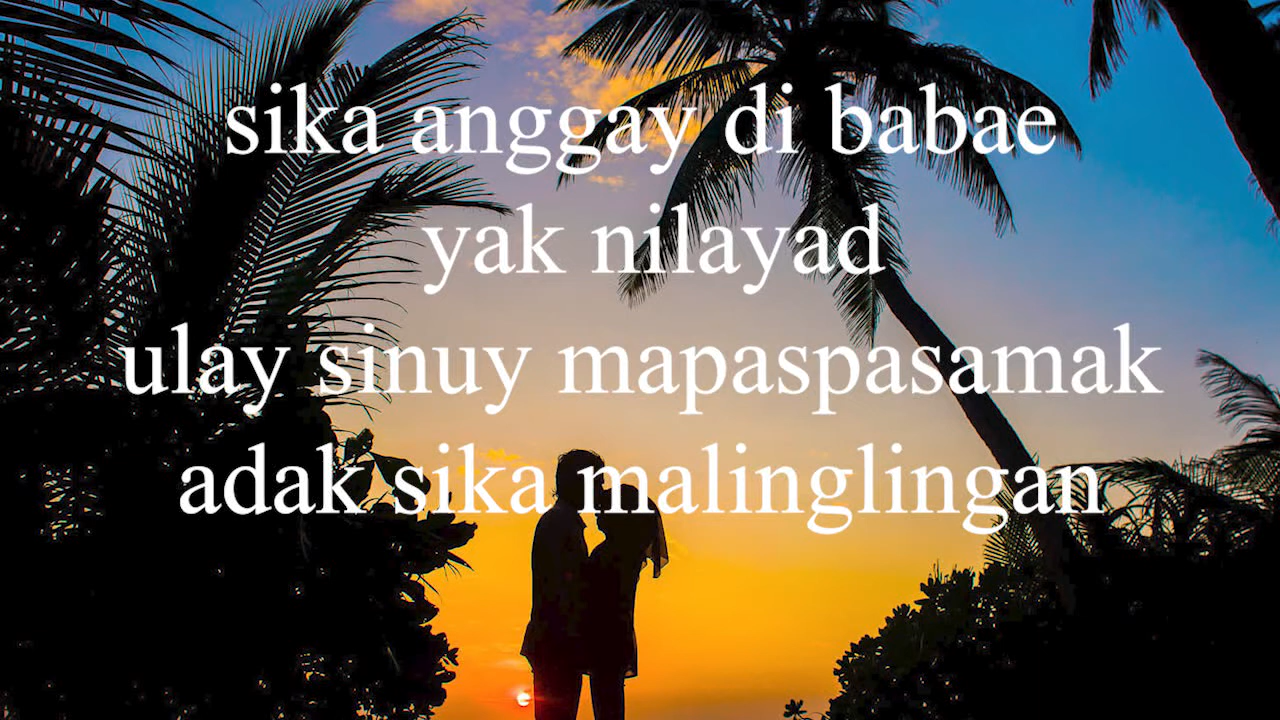 sika anggay di babae
yak nilayad
ulay sinuy mapaspasamak
adak sika malinglingan